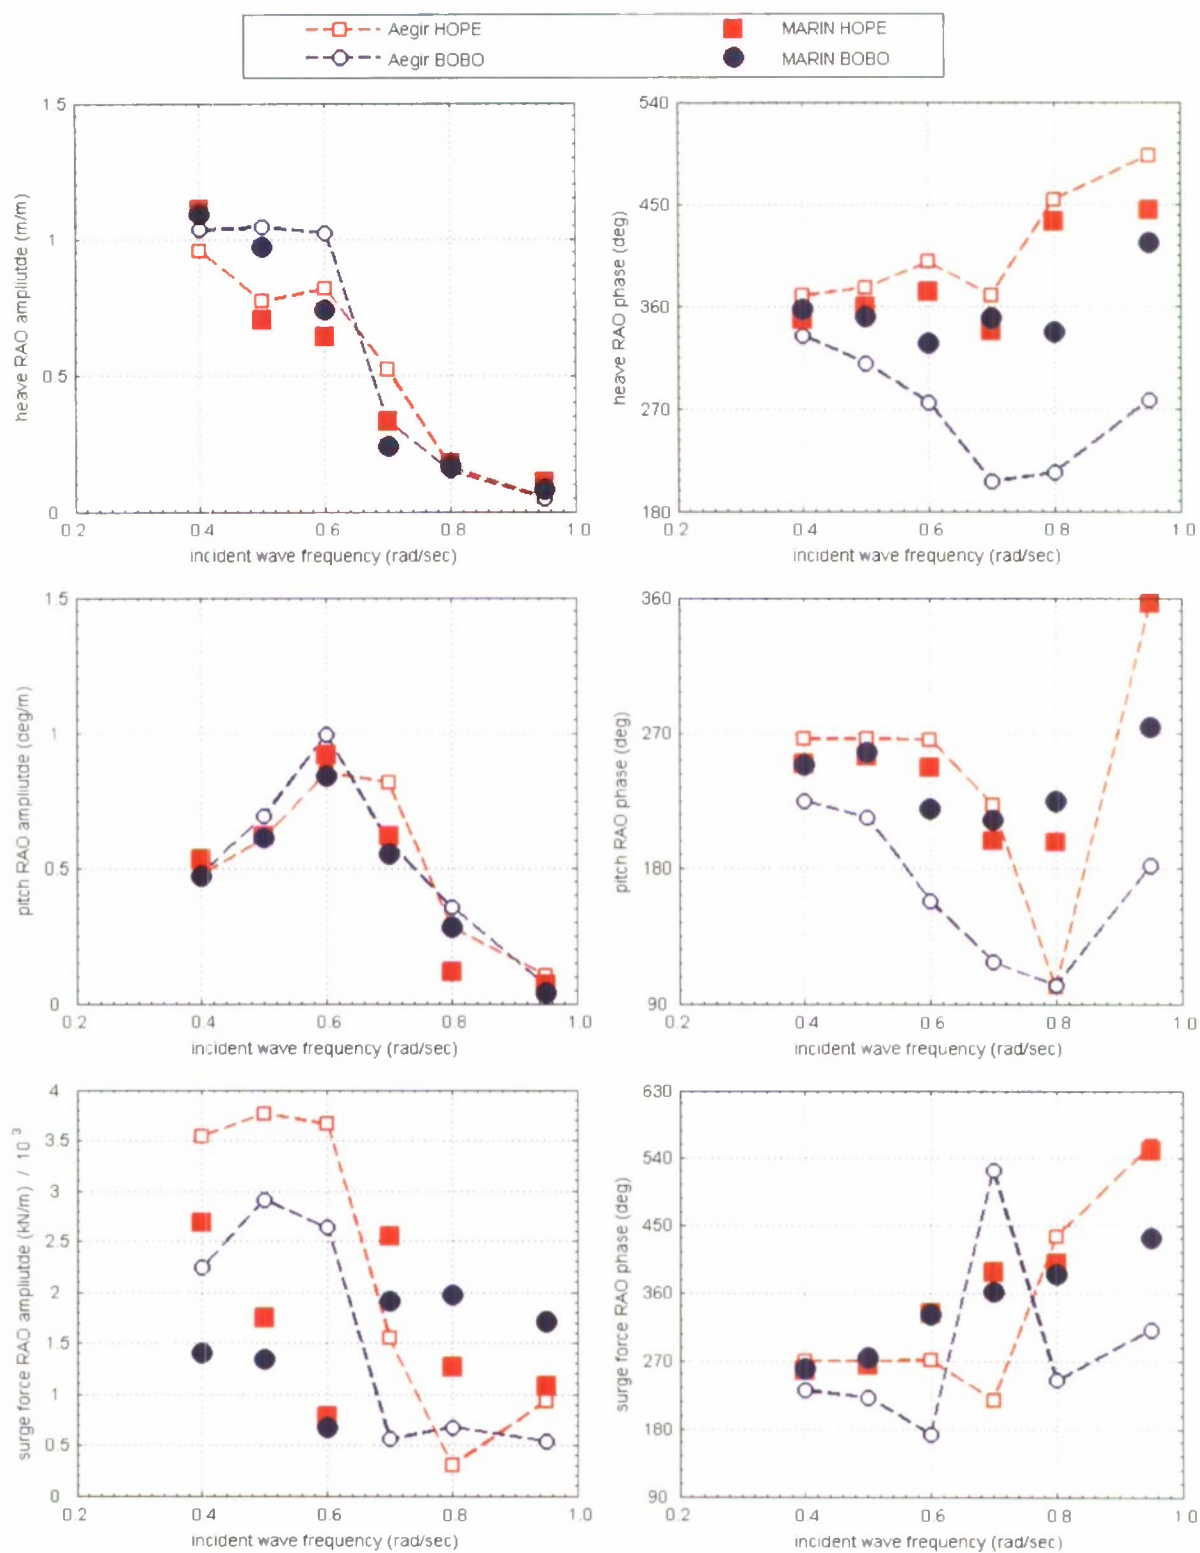 Aegir HOPE MARIN HOPE
Aegir BOBO MARIN BOBO
1.5
1
0.5
0
0.2 0.4 0.6 0.8 1.0
heave RAO ampliutde (m/m)
incident wave frequency (rad/sec)
540
450
360
270
180
0.2 0.4 0.6 0.8 1.0
heave RAO phase (deg)
incident wave frequency (rad/sec)
1.5
1
0.5
0
0.2 0.4 0.6 0.8 1.0
pitch RAO ampliutde (deg/m)
incident wave frequency (rad/sec)
360
270
180
90
0.2 0.4 0.6 0.8 1.0
pitch RAO phase (deg)
incident wave frequency (rad/sec)
4
3.5
3
2.5
2
1.5
1
0.5
0
0.2 0.4 0.6 0.8 1.0
surge force RAO ampliutde (kN/m) / 10³
incident wave frequency (rad/sec)
630
540
450
360
270
180
90
0.2 0.4 0.6 0.8 1.0
surge force RAO phase (deg)
incident wave frequency (rad/sec)